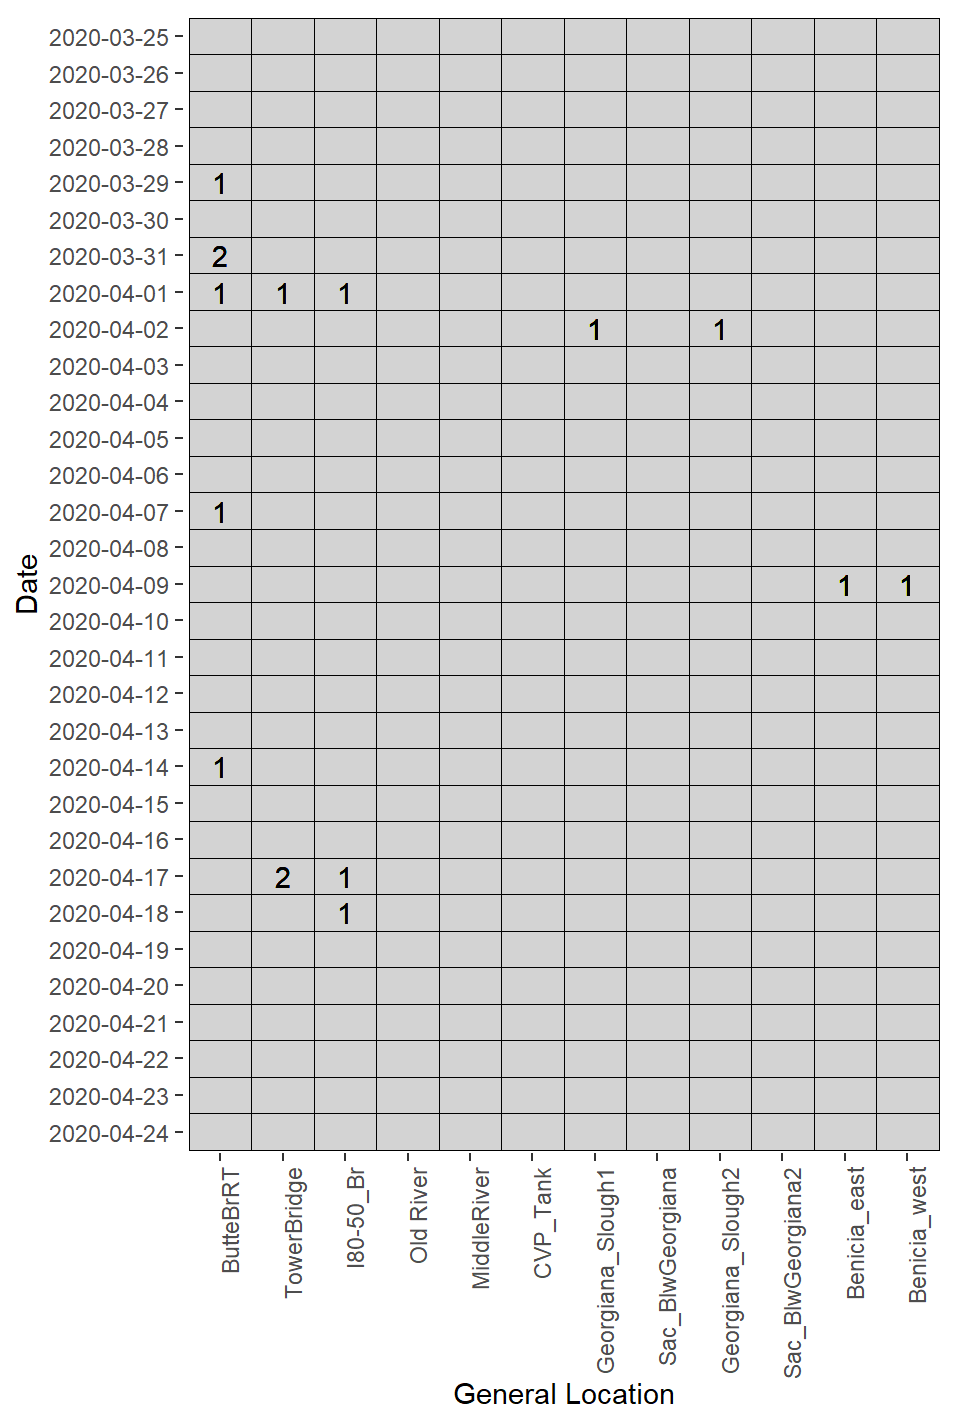 2020-03-25
2020-03-26
2020-03-27
2020-03-28
2020-03-29 1
2020-03-30
2020-03-31 2
2020-04-01 1 1 1
2020-04-02 1 1
2020-04-03
2020-04-04
2020-04-05
2020-04-06
2020-04-07 1
2020-04-08
2020-04-09 1 1
2020-04-10
2020-04-11
2020-04-12
2020-04-13
2020-04-14 1
2020-04-15
2020-04-16
2020-04-17 2 1
2020-04-18 1
2020-04-19
2020-04-20
2020-04-21
2020-04-22
2020-04-23
2020-04-24
Date
ButteBrRT
TowerBridge
I80-50_Br
Old River
MiddleRiver
CVP_Tank
Georgiana_Slough1
Sac_BlwGeorgiana
Georgiana_Slough2
Sac_BlwGeorgiana2
Benicia_east
Benicia_west
General Location